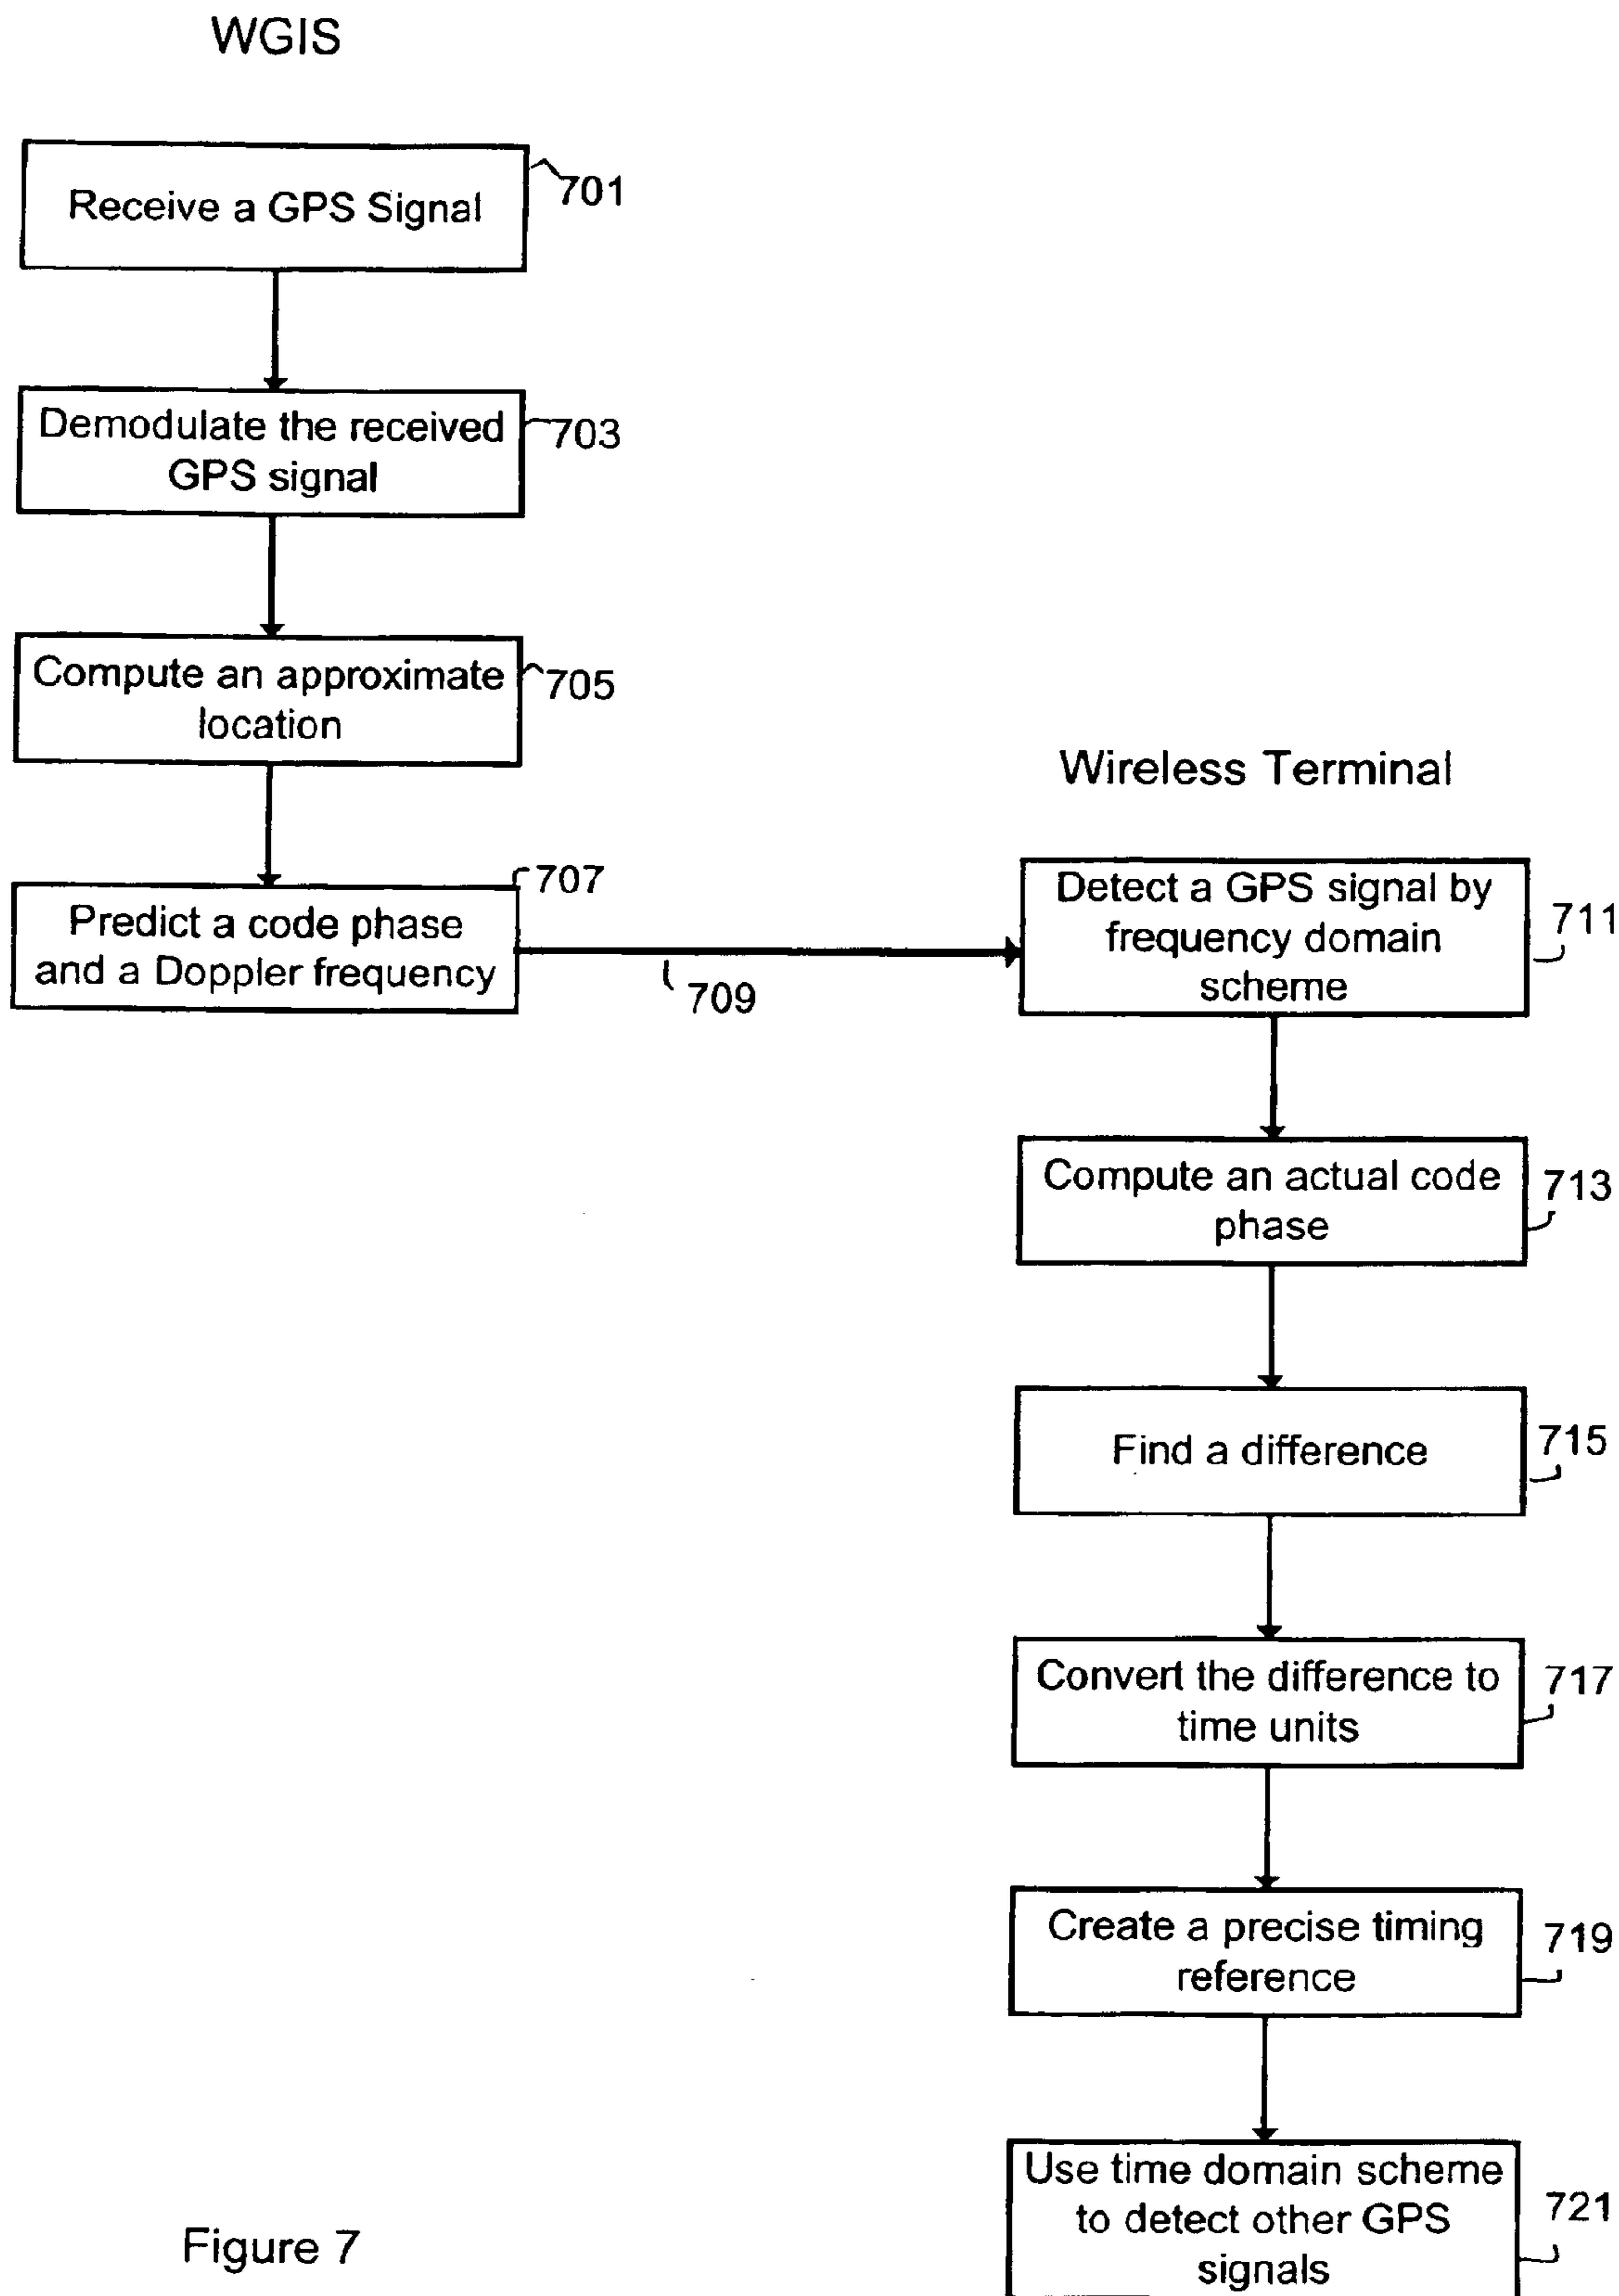 WGIS
Receive a GPS Signal
701
Demodulate the received
GPS signal
703
Compute an approximate
location
705
Predict a code phase
and a Doppler frequency
707
709
Wireless Terminal
Detect a GPS signal by
frequency domain
scheme
711
Compute an actual code
phase
713
Find a difference
715
Convert the difference to
time units
717
Create a precise timing
reference
719
Use time domain scheme
to detect other GPS
signals
721
Figure 7